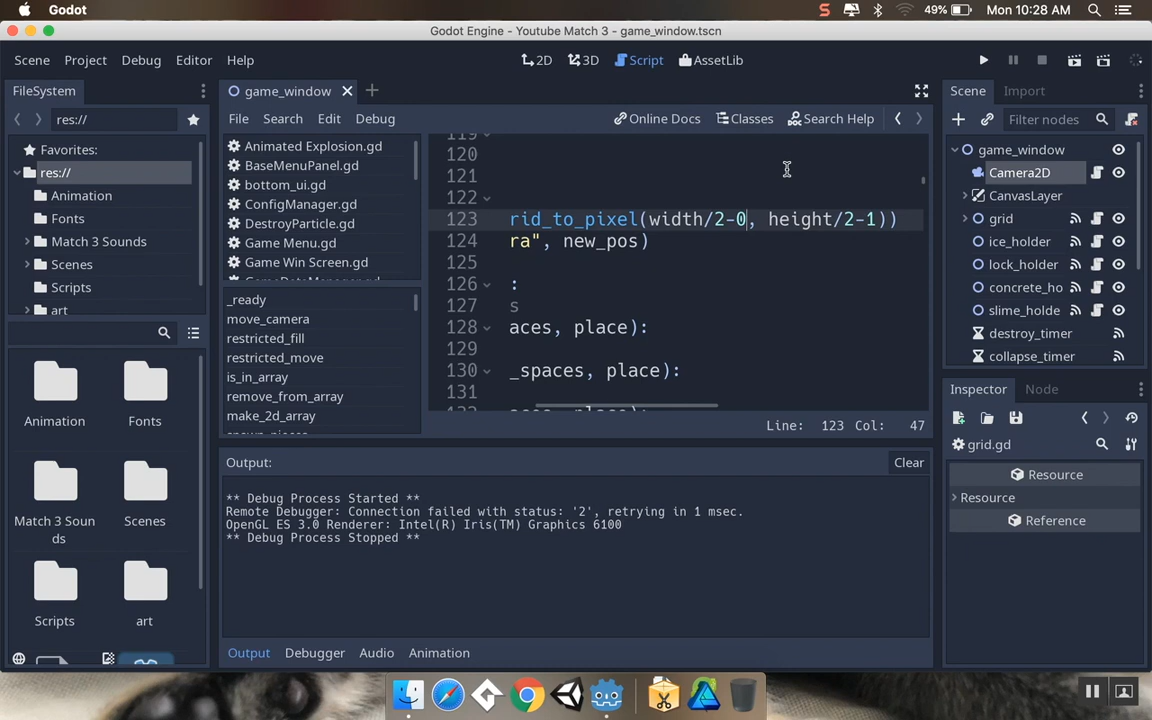 Godot
49%
Mon 10:28 AM
Godot Engine - Youtube Match 3 - game_window.tscn
Scene Project Debug Editor Help
2D 3D Script AssetLib
FileSystem
res://
Favorites:
res://
Animation
Fonts
Match 3 Sounds
Scenes
Scripts
art
Animation
Fonts
Match 3 Soun
ds
Scenes
Scripts
art
game_window
File Search Edit Debug
Online Docs Classes Search Help
Animated Explosion.gd
BaseMenuPanel.gd
bottom_ui.gd
ConfigManager.gd
DestroyParticle.gd
Game Menu.gd
Game Win Screen.gd
GameDataManager.gd
_ready
move_camera
restricted_fill
restricted_move
is_in_array
remove_from_array
make_2d_array
spawn_pieces
119
120
121
122
123 rid_to_pixel(width/2-0, height/2-1))
124 ra", new_pos)
125
126 :
127 s
128 aces, place):
129
130 _spaces, place):
131
Line: 123 Col: 47
Output:
Clear
** Debug Process Started **
Remote Debugger: Connection failed with status: '2', retrying in 1 msec.
OpenGL ES 3.0 Renderer: Intel(R) Iris(TM) Graphics 6100
** Debug Process Stopped **
Output Debugger Audio Animation
Scene Import
Filter nodes
game_window
Camera2D
CanvasLayer
grid
ice_holder
lock_holder
concrete_ho
slime_holde
destroy_timer
collapse_timer
Inspector Node
grid.gd
Resource
Resource
Reference